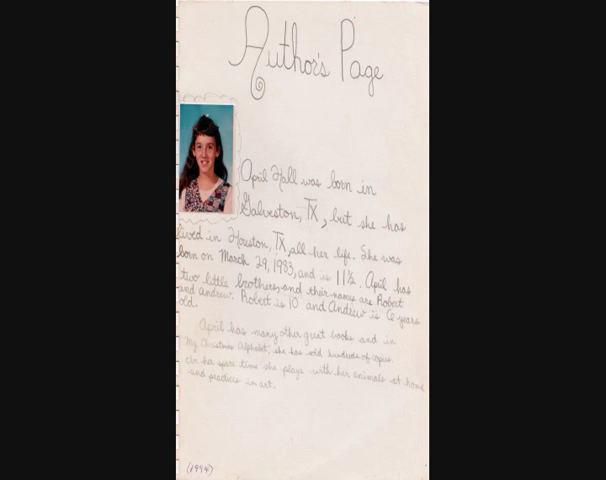 Author's Page
April Hall was born in
Galveston, TX, but she has
lived in Houston, TX, all her life. She was
born on March 29, 1983, and is 11½. April has
two little brothers, and their names are Robert
and Andrew. Robert is 10 and Andrew is 6 years
old.
April has many other great books and in
My Christmas Alphabet, she has sold hundreds of copies.
In her spare time she plays with her animals at home
and practices in art.
(1994)